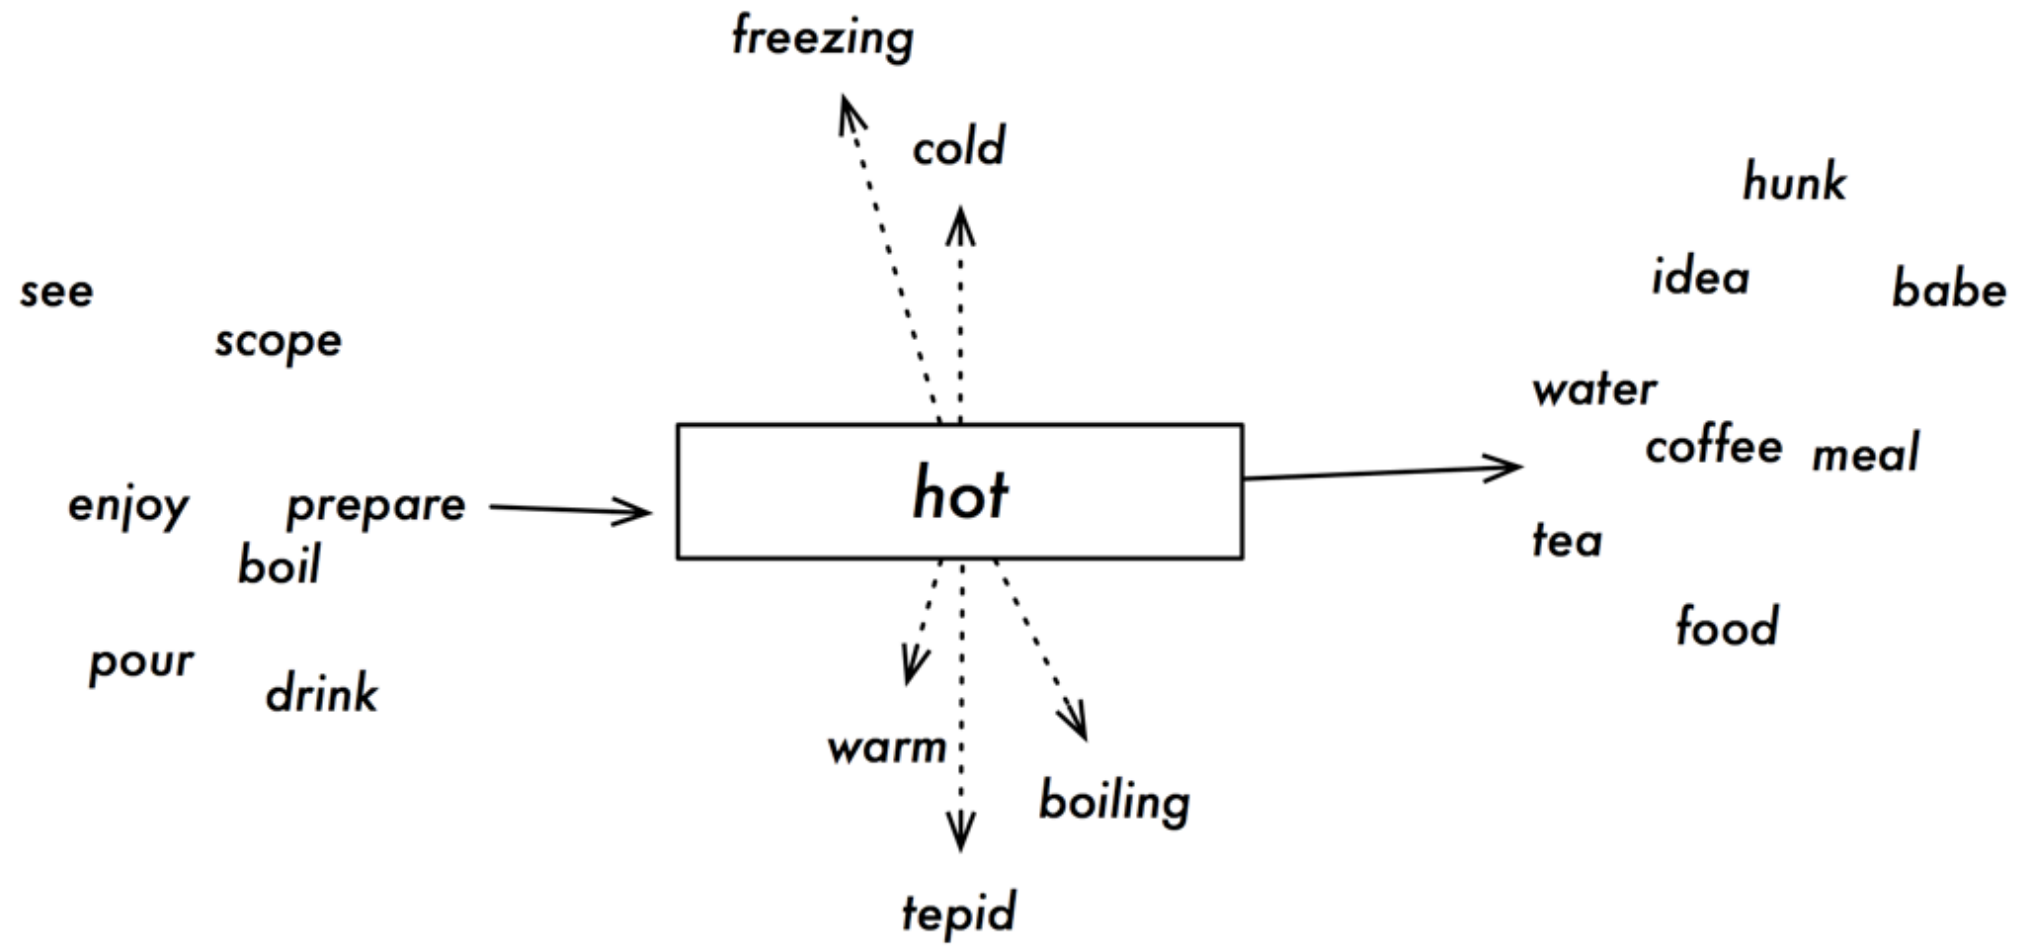 freezing
cold
hunk
see
idea
babe
scope
water
coffee
meal
enjoy
prepare
hot
boil
tea
food
pour
drink
warm
boiling
tepid